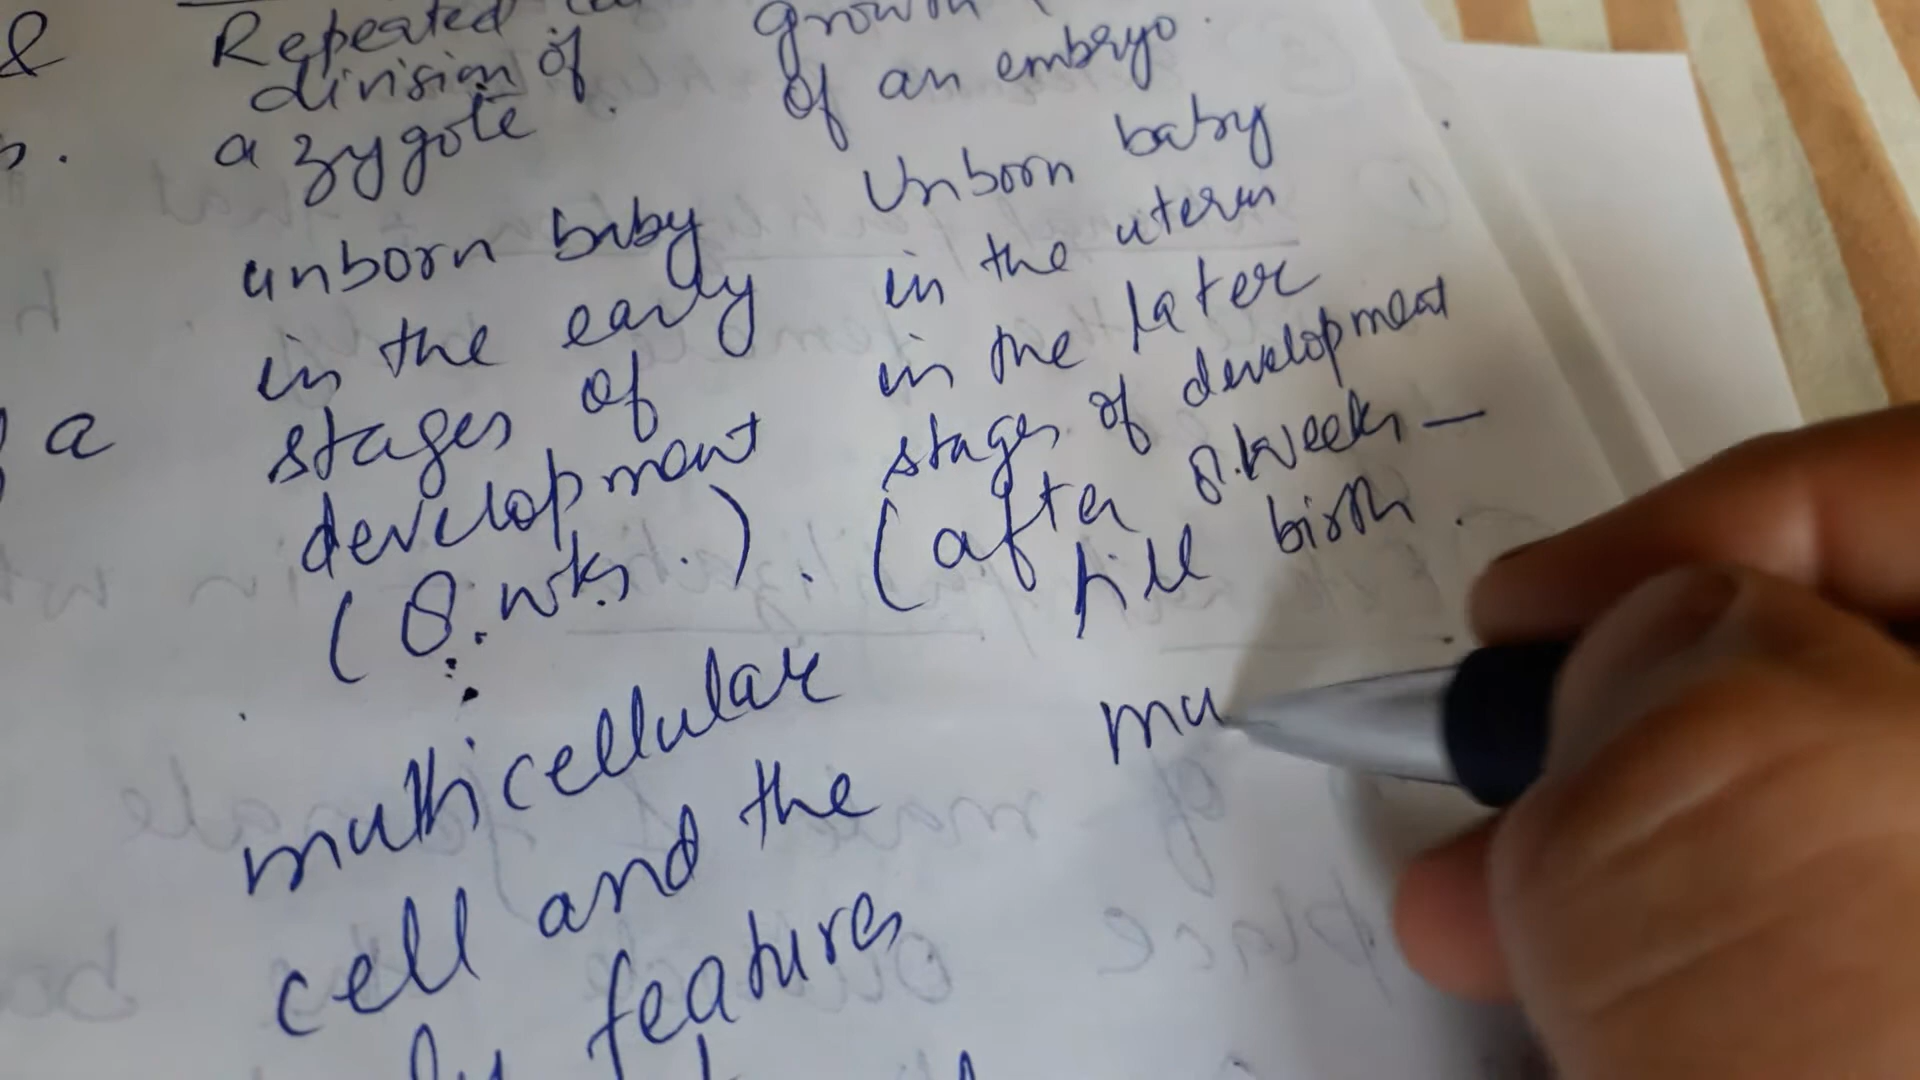 &
Repeated
division of
a zygote.
growth
of an embryo.
a
unborn baby
in the early
stages of
development
(8. wks.).
Unborn baby
in the uterus
in the later
stages of development
(after 8. weeks –
till birth.
multicellular
cell and the
features
mu